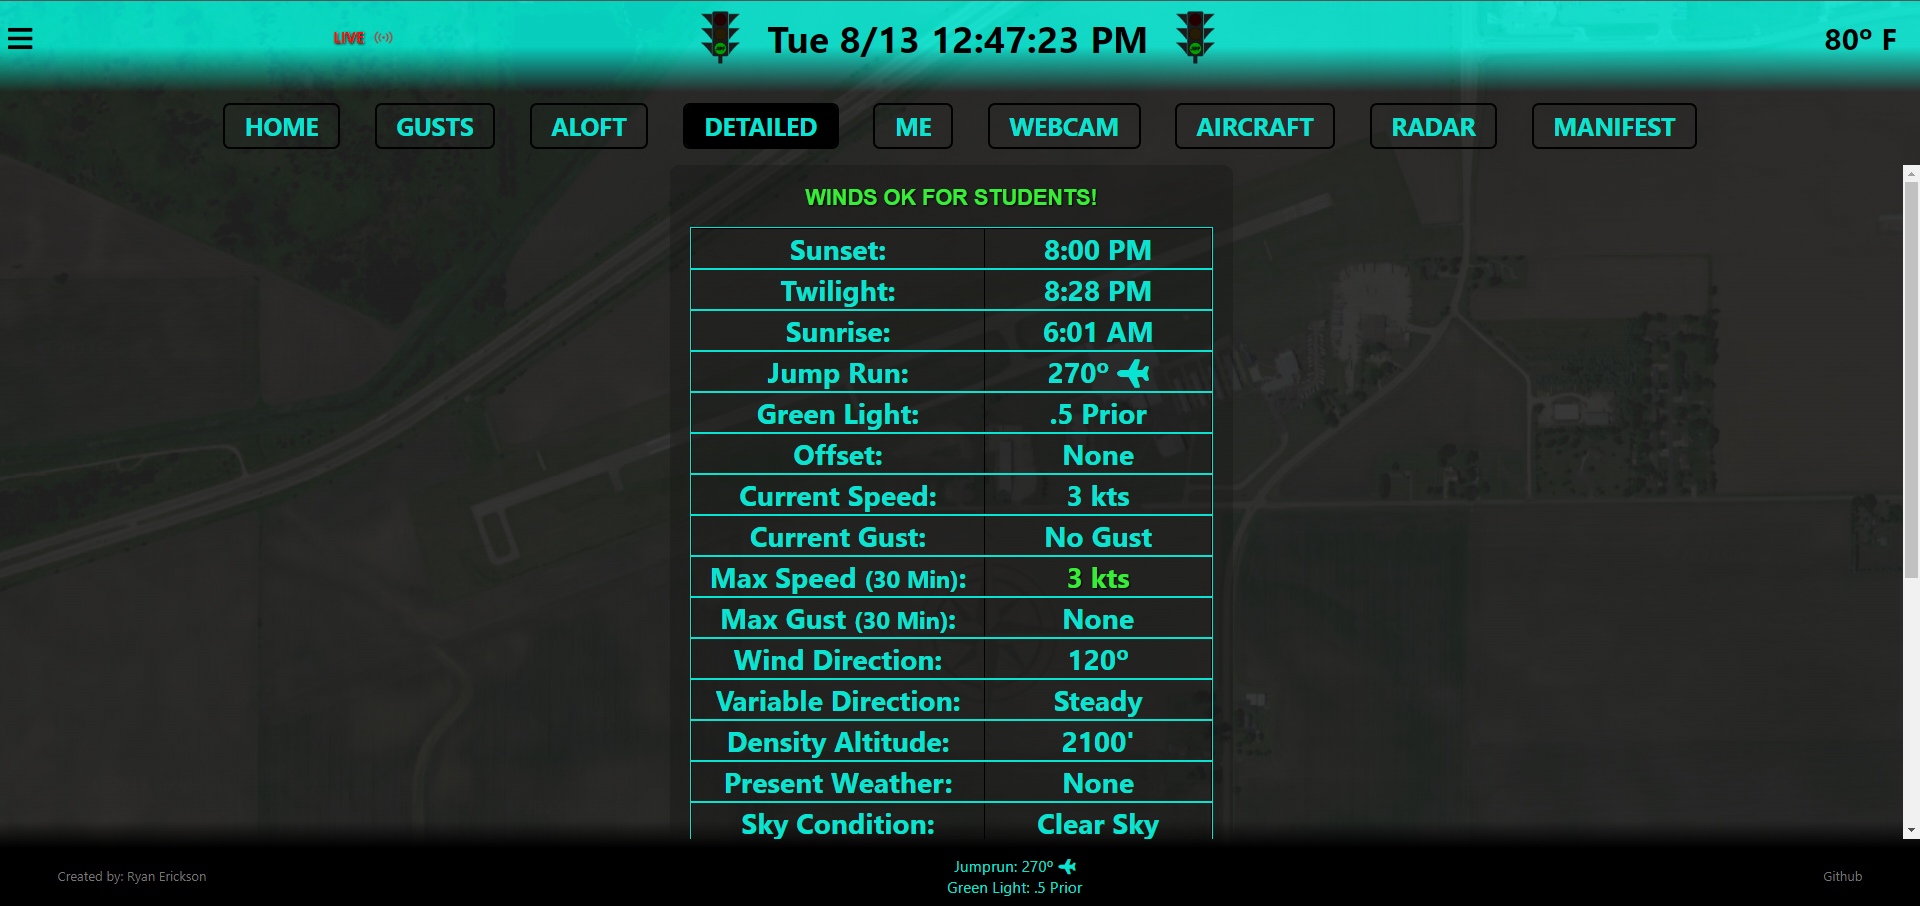 LIVE
Tue 8/13 12:47:23 PM
80º F
HOME
GUSTS
ALOFT
DETAILED
ME
WEBCAM
AIRCRAFT
RADAR
MANIFEST
WINDS OK FOR STUDENTS!
Sunset: 8:00 PM
Twilight: 8:28 PM
Sunrise: 6:01 AM
Jump Run: 270º
Green Light: .5 Prior
Offset: None
Current Speed: 3 kts
Current Gust: No Gust
Max Speed (30 Min): 3 kts
Max Gust (30 Min): None
Wind Direction: 120º
Variable Direction: Steady
Density Altitude: 2100'
Present Weather: None
Sky Condition: Clear Sky
Created by: Ryan Erickson
Jumprun: 270º
Green Light: .5 Prior
Github